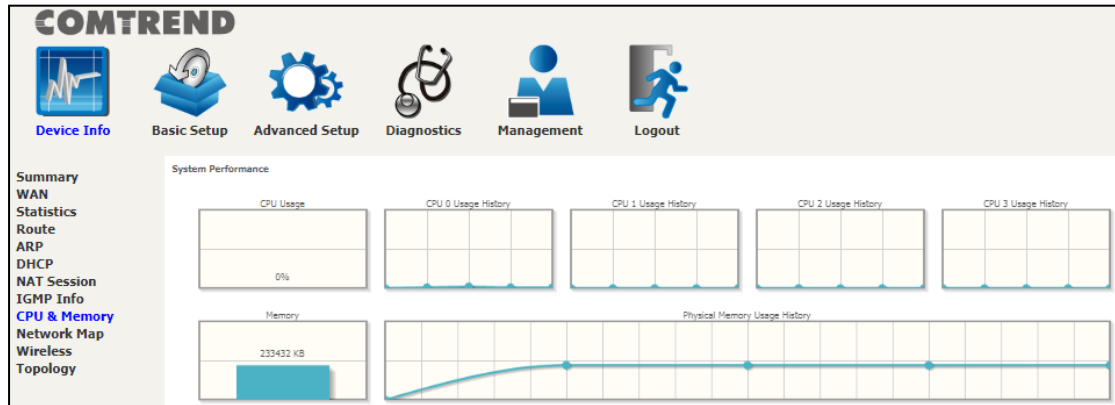 COMTREND
Device Info
Basic Setup
Advanced Setup
Diagnostics
Management
Logout
Summary
WAN
Statistics
Route
ARP
DHCP
NAT Session
IGMP Info
CPU & Memory
Network Map
Wireless
Topology
System Performance
CPU Usage
0%
CPU 0 Usage History
CPU 1 Usage History
CPU 2 Usage History
CPU 3 Usage History
Memory
233432 KB
Physical Memory Usage History